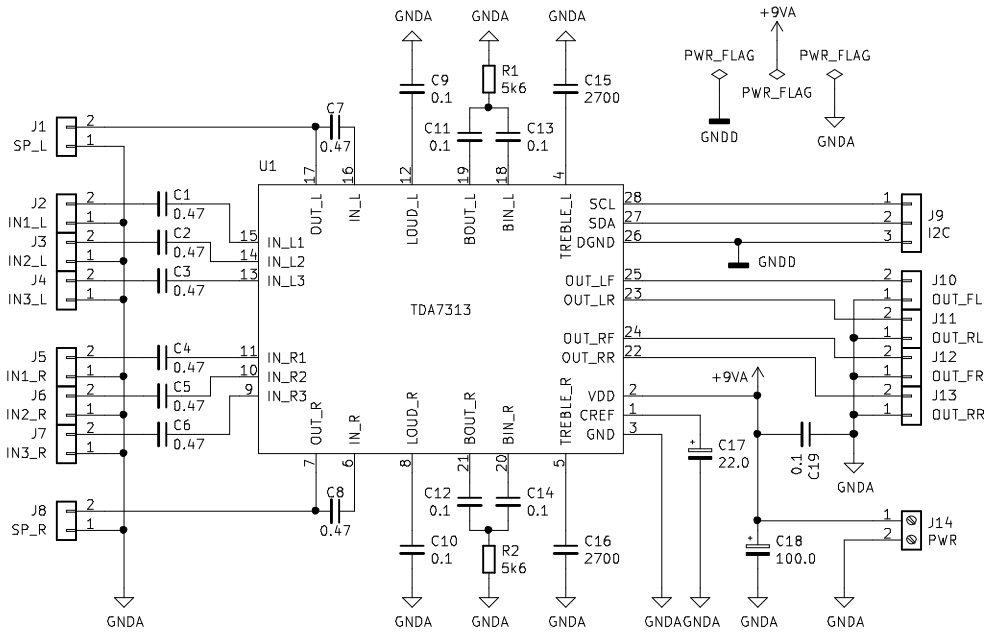 GNDA GNDA GNDA +9VA
PWR_FLAG PWR_FLAG
PWR_FLAG
GNDD GNDA
C9 0.1
R1 5k6
C15 2700
C7 0.47
C11 0.1
C13 0.1
J1 SP_L 2 1
U1
17 16 12 19 18 4
OUT_L IN_L LOUD_L BOUT_L BIN_L TREBLE_L
J2 IN1_L 2 1
C1 0.47
15 IN_L1
J3 IN2_L 2 1
C2 0.47
14 IN_L2
J4 IN3_L 2 1
C3 0.47
13 IN_L3
TDA7313
SCL 28 1
SDA 27 2
DGND 26 3
J9 I2C
GNDD
OUT_LF 25 2 1 J10 OUT_FL
OUT_LR 23 2 1 J11 OUT_RL
OUT_RF 24 2 1 J12 OUT_FR
OUT_RR 22 2 1 J13 OUT_RR
J5 IN1_R 2 1
C4 0.47
11 IN_R1
J6 IN2_R 2 1
C5 0.47
10 IN_R2
J7 IN3_R 2 1
C6 0.47
9 IN_R3
+9VA
VDD 2
CREF 1
GND 3
OUT_R IN_R LOUD_R BOUT_R BIN_R TREBLE_R
7 6 8 21 20 5
C17 22.0
0.1 C19
GNDA
J8 SP_R 2 1
C8 0.47
C12 0.1
C14 0.1
C10 0.1
R2 5k6
C16 2700
C18 100.0
1 2 J14 PWR
+ +
GNDA GNDA GNDA GNDA GNDA GNDA GNDA GNDA